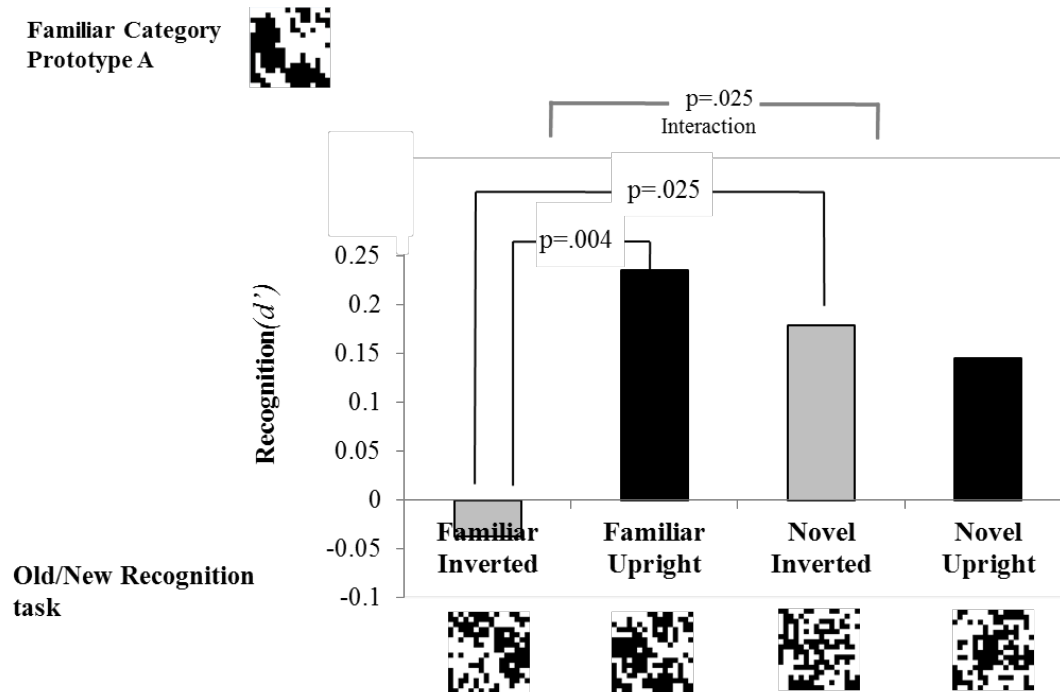 Familiar Category
Prototype A
p=.025
Interaction
p=.025
p=.004
Recognition(d’)
0.25
0.2
0.15
0.1
0.05
0
-0.05
-0.1
Familiar
Inverted
Familiar
Upright
Novel
Inverted
Novel
Upright
Old/New Recognition
task